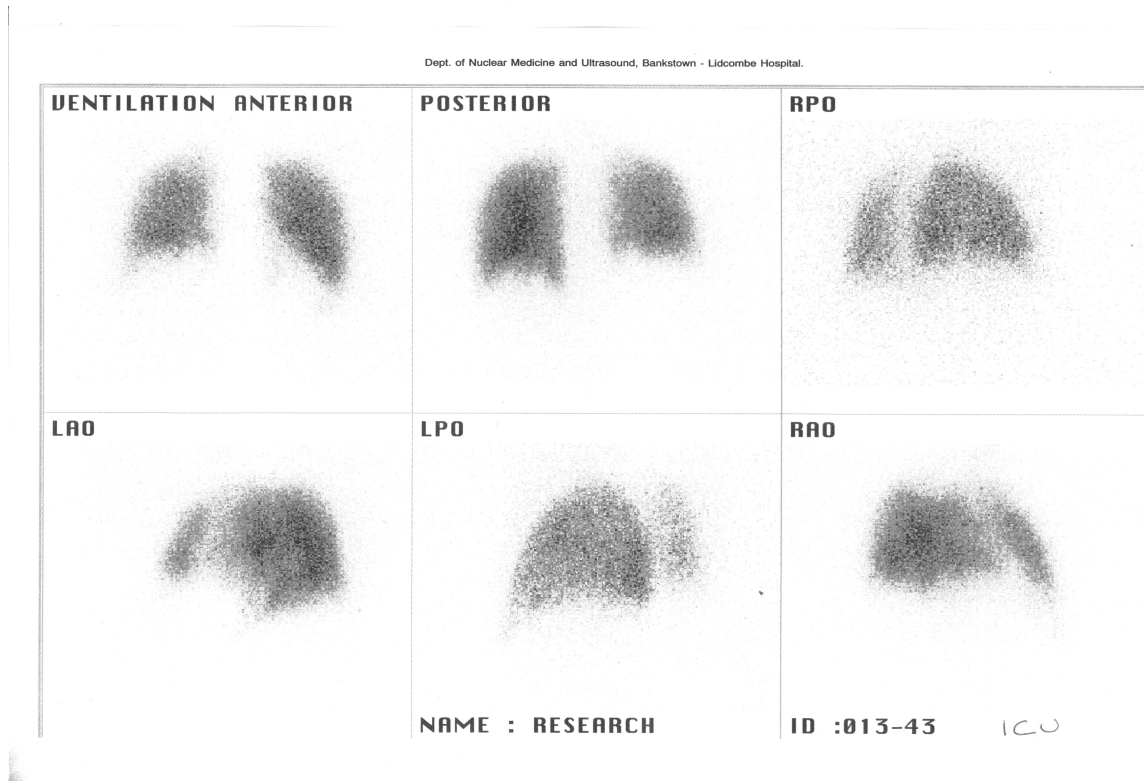 Dept. of Nuclear Medicine and Ultrasound, Bankstown - Lidcombe Hospital.
VENTILATION ANTERIOR
POSTERIOR
RPO
LAO
LPO
RAO
NAME : RESEARCH
ID :013-43
ICU